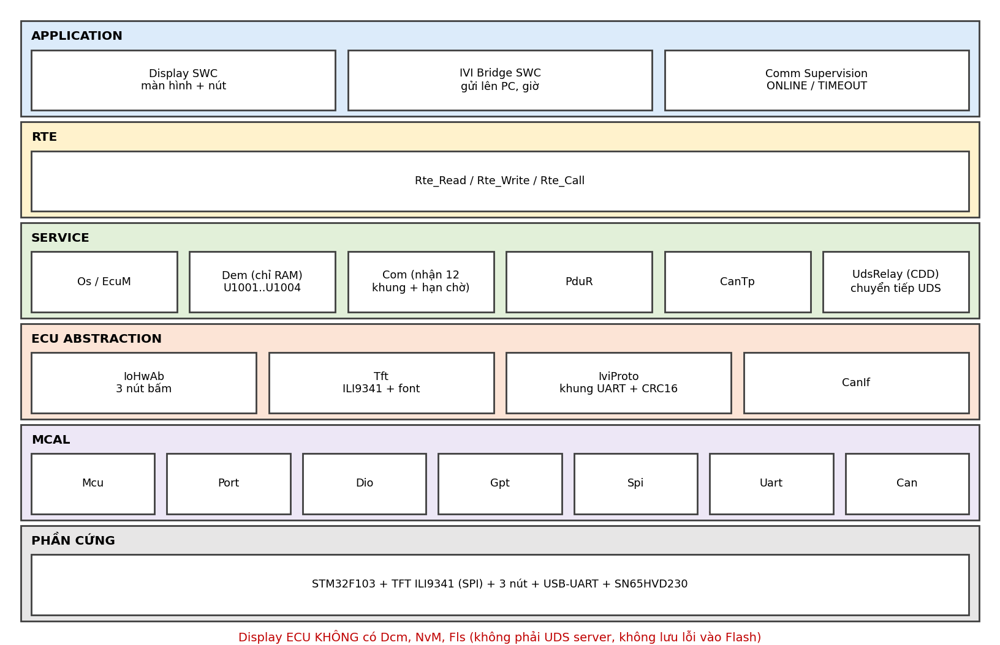 APPLICATION
Display SWC
màn hình + nút
IVI Bridge SWC
gửi lên PC, giờ
Comm Supervision
ONLINE / TIMEOUT
RTE
Rte_Read / Rte_Write / Rte_Call
SERVICE
Os / EcuM
Dem (chỉ RAM)
U1001..U1004
Com (nhận 12
khung + hạn chờ)
PduR
CanTp
UdsRelay (CDD)
chuyển tiếp UDS
ECU ABSTRACTION
IoHwAb
3 nút bấm
Tft
ILI9341 + font
IviProto
khung UART + CRC16
CanIf
MCAL
Mcu
Port
Dio
Gpt
Spi
Uart
Can
PHẦN CỨNG
STM32F103 + TFT ILI9341 (SPI) + 3 nút + USB-UART + SN65HVD230
Display ECU KHÔNG có Dcm, NvM, Fls (không phải UDS server, không lưu lỗi vào Flash)